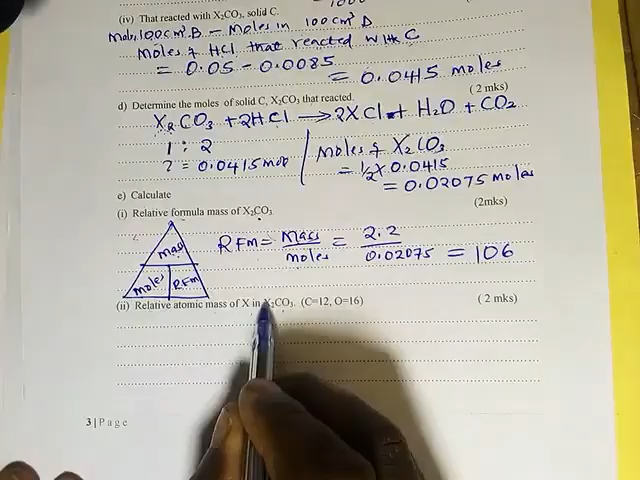 1000
(iv) That reacted with X₂CO₃, solid C.
Mol, 100cm³ B – Moles in 100cm³ D
Moles of HCl that reacted with C
= 0.05 - 0.0085
= 0.0415 moles
(2 mks)
d) Determine the moles of solid C, X₂CO₃ that reacted.
X₂CO₃ + 2HCl → 2XCl + H₂O + CO₂
1 : 2
? = 0.0415 mol
Moles of X₂CO₃
= 1/2 x 0.0415
= 0.02075 moles
e) Calculate
(i) Relative formula mass of X₂CO₃ (2mks)
Mass
Moles RFM
RFM = mass/moles = 2.2/0.02075 = 106
(ii) Relative atomic mass of X in X₂CO₃. (C=12, O=16) (2 mks)
3 | Page